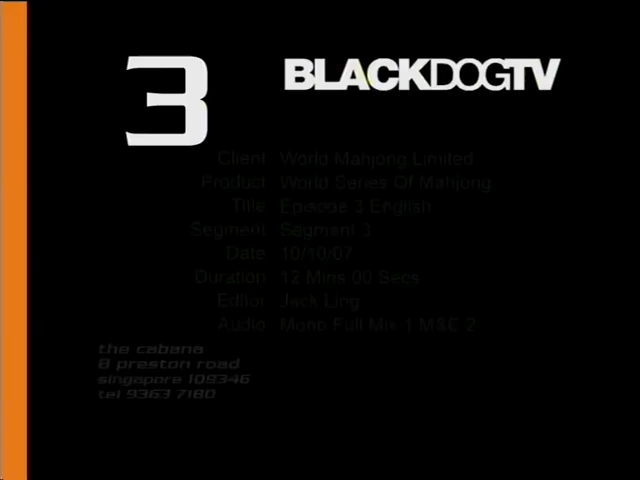 3
BLACKDOGTV
Client World Mahjong Limited
Product World Series Of Mahjong
Title Episode 3 English
Segment Segment 3
Date 10/10/07
Duration 12 Mins 00 Secs
Editor Jack Ling
Audio Mono Full Mix 1 M&E 2
the cabana
8 preston road
singapore 109346
tel 9363 7180